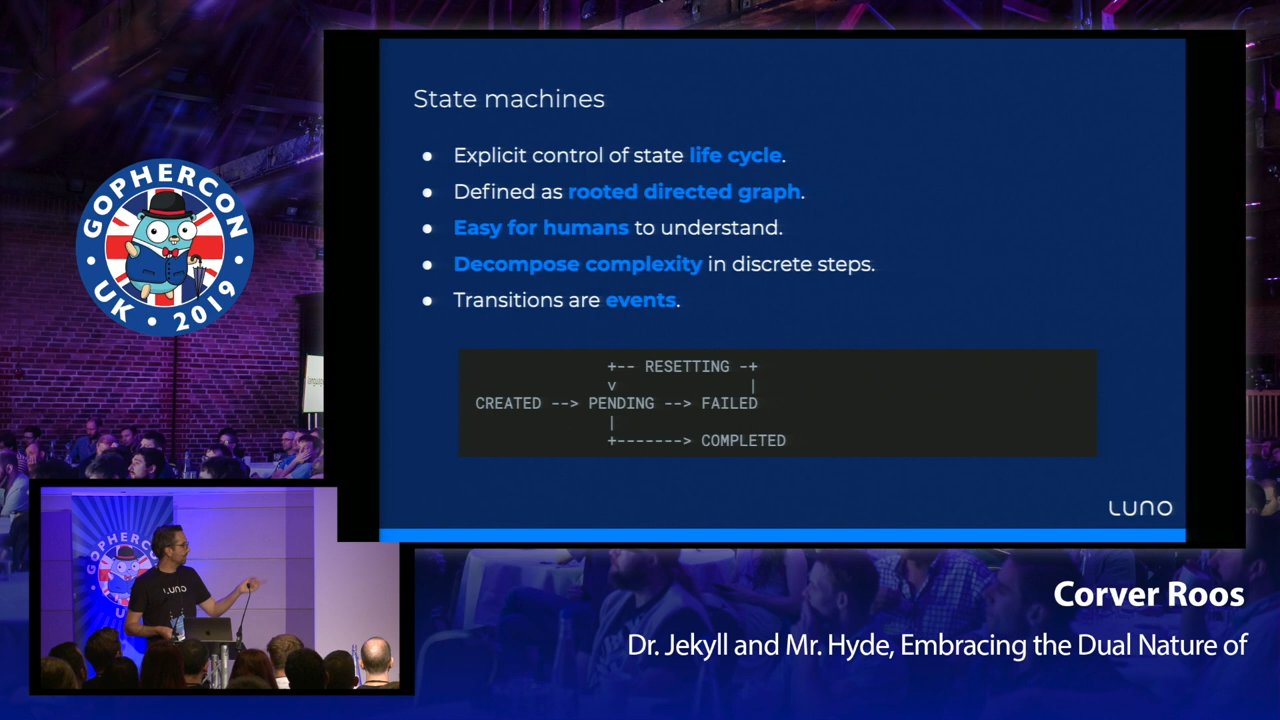 State machines
● Explicit control of state life cycle.
● Defined as rooted directed graph.
● Easy for humans to understand.
● Decompose complexity in discrete steps.
● Transitions are events.
+-- RESETTING -+
v |
CREATED --> PENDING --> FAILED
|
+-------> COMPLETED
LUNO
GOPHERCON
UK • 2019
GOPHERCON
LUNO
Corver Roos
Dr. Jekyll and Mr. Hyde, Embracing the Dual Nature of